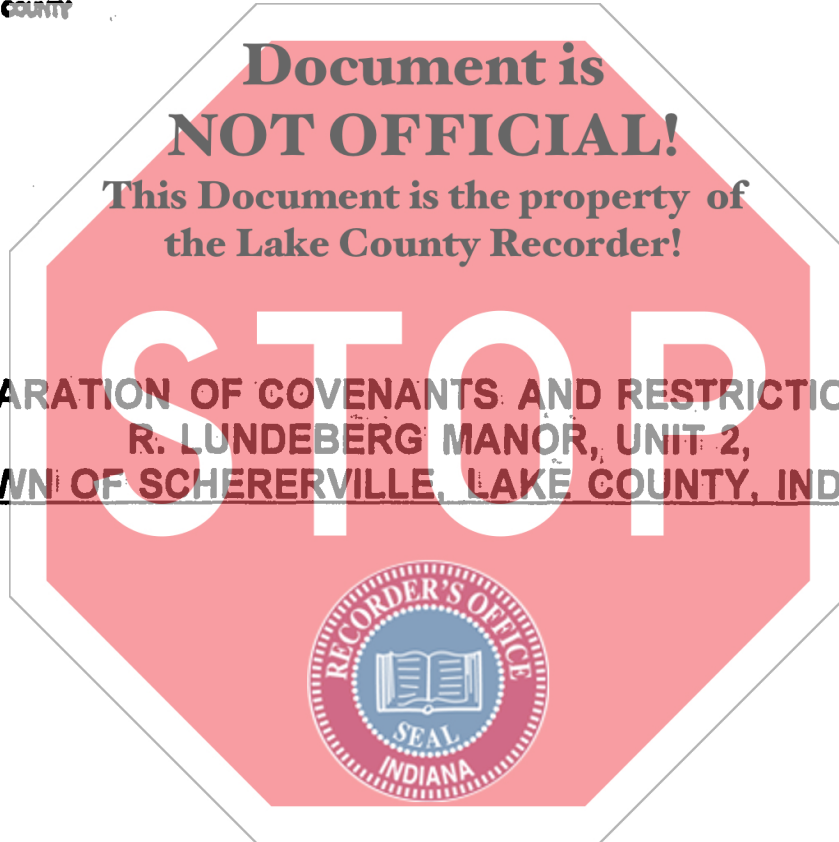 COUNTY
Document is
NOT OFFICIAL!
This Document is the property of
the Lake County Recorder!
STOP
ARATION OF COVENANTS AND RESTRICTIO
R. LUNDEBERG MANOR, UNIT 2,
WN OF SCHERERVILLE, LAKE COUNTY, IND
RECORDER'S OFFICE
SEAL
INDIANA